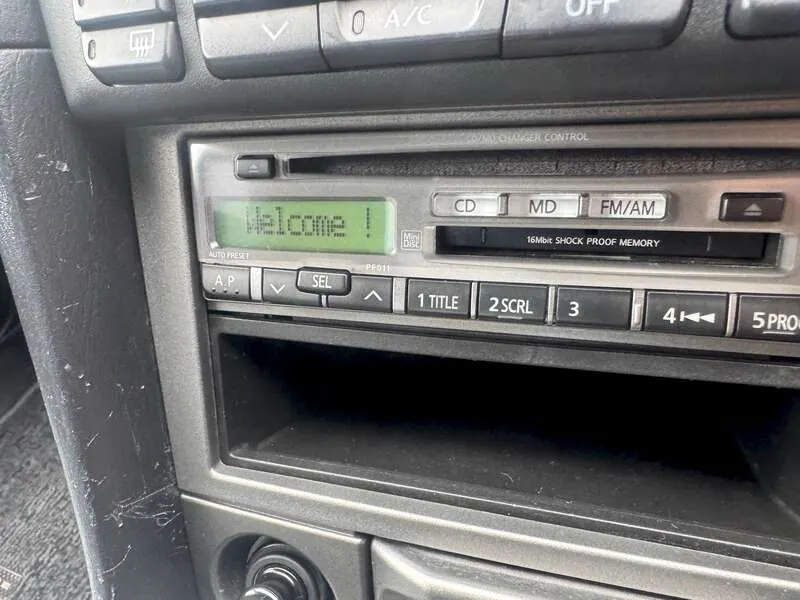 A/C
OFF
CD/MD CHANGER CONTROL
CD
MD
FM/AM
Welcome !
Mini
Disc
16Mbit SHOCK PROOF MEMORY
AUTO PRESET
PF011
A.P
SEL
1 TITLE
2 SCRL
3
4
5 PRO